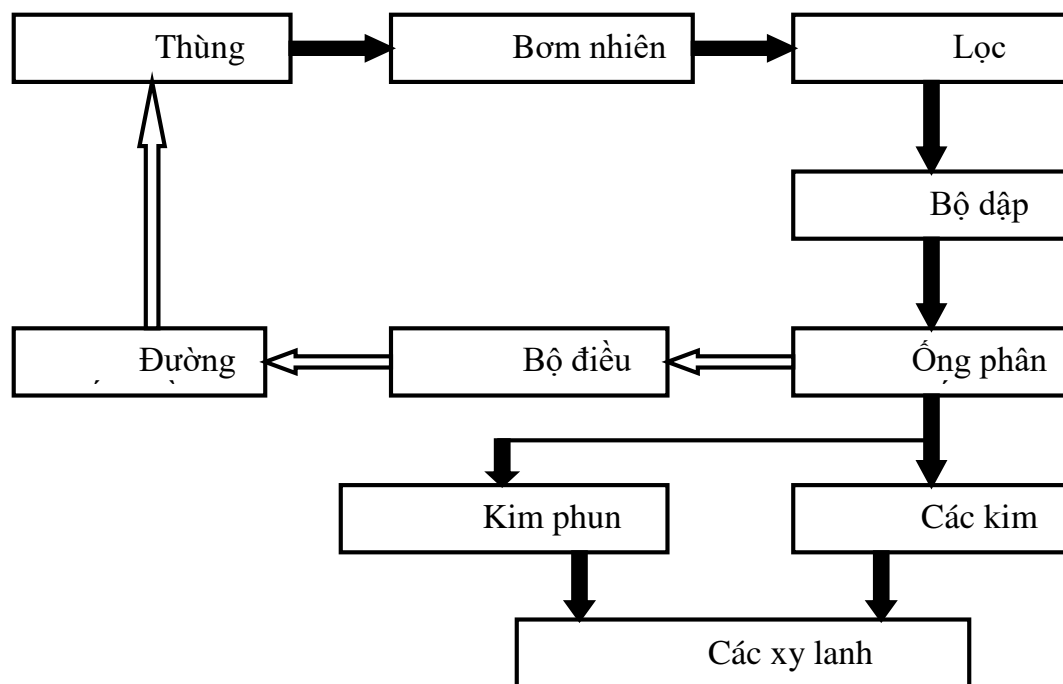 Thùng
Bơm nhiên
Lọc
Bộ dập
Đường
Bộ điều
Ống phân
Kim phun
Các kim
Các xy lanh